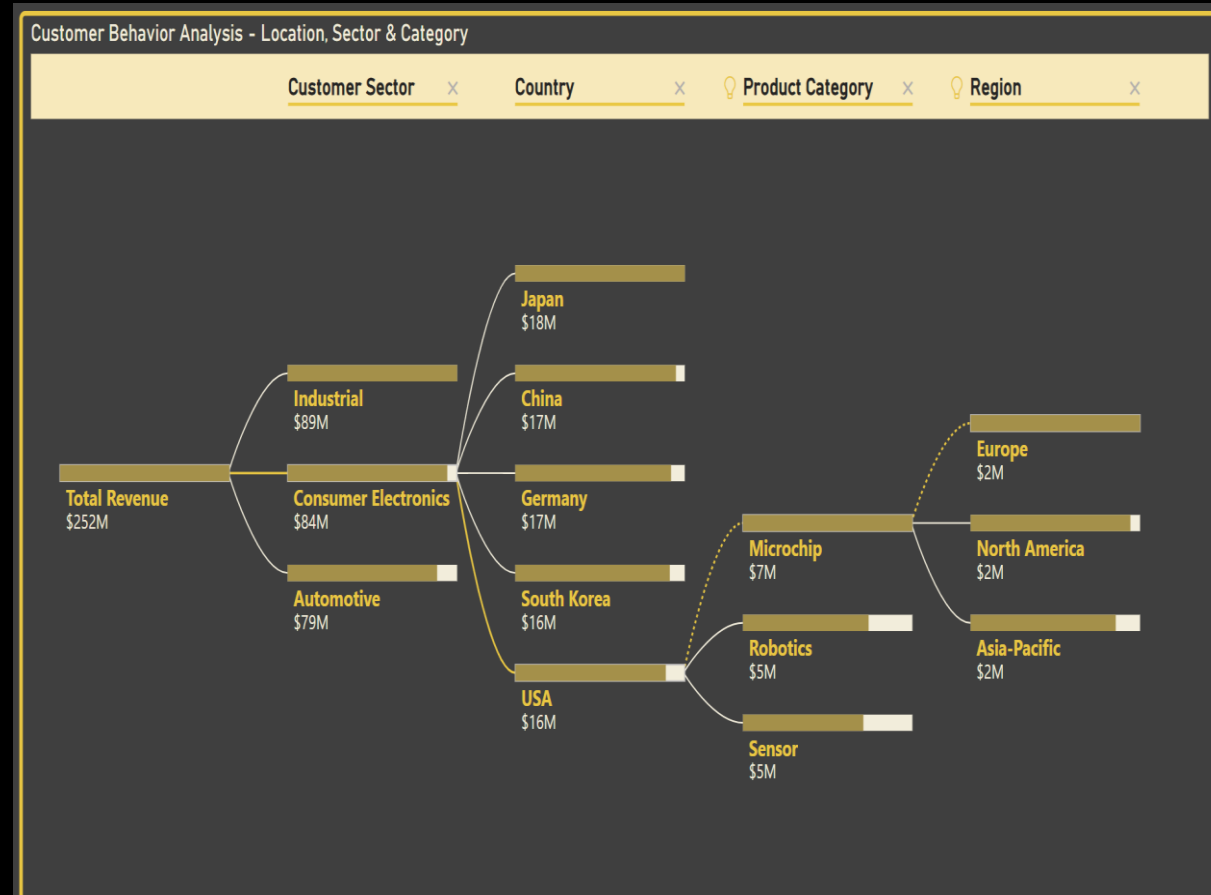 Customer Behavior Analysis - Location, Sector & Category
Customer Sector
Country
Product Category
Region
Total Revenue
$252M
Industrial
$89M
Consumer Electronics
$84M
Automotive
$79M
Japan
$18M
China
$17M
Germany
$17M
South Korea
$16M
USA
$16M
Microchip
$7M
Robotics
$5M
Sensor
$5M
Europe
$2M
North America
$2M
Asia-Pacific
$2M